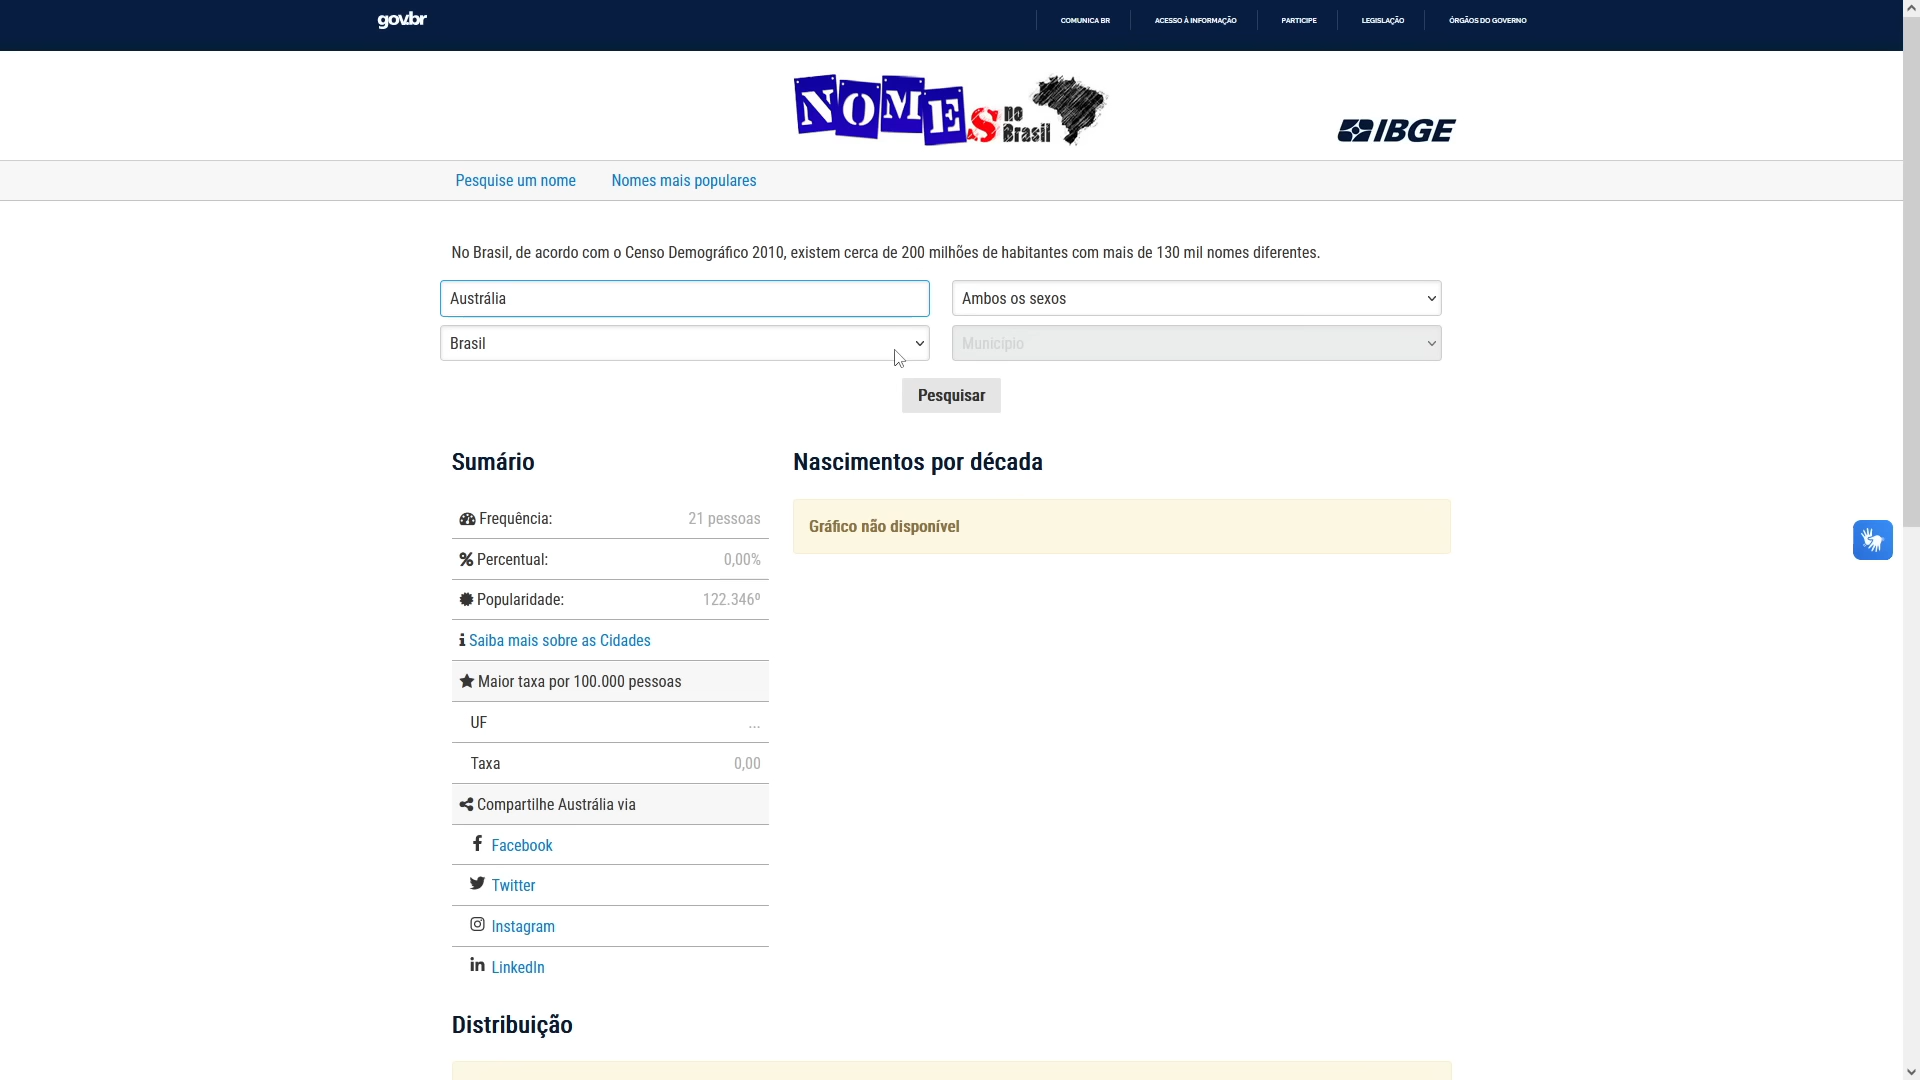 govbr
COMUNICA BR
ACESSO À INFORMAÇÃO
PARTICIPE
LEGISLAÇÃO
ÓRGÃOS DO GOVERNO
NOMES no Brasil
IBGE
Pesquise um nome
Nomes mais populares
No Brasil, de acordo com o Censo Demográfico 2010, existem cerca de 200 milhões de habitantes com mais de 130 mil nomes diferentes.
Austrália
Ambos os sexos
Brasil
Município
Pesquisar
Sumário
Nascimentos por década
Frequência: 21 pessoas
Gráfico não disponível
Percentual: 0,00%
Popularidade: 122.346º
Saiba mais sobre as Cidades
Maior taxa por 100.000 pessoas
UF ...
Taxa 0,00
Compartilhe Austrália via
Facebook
Twitter
Instagram
LinkedIn
Distribuição